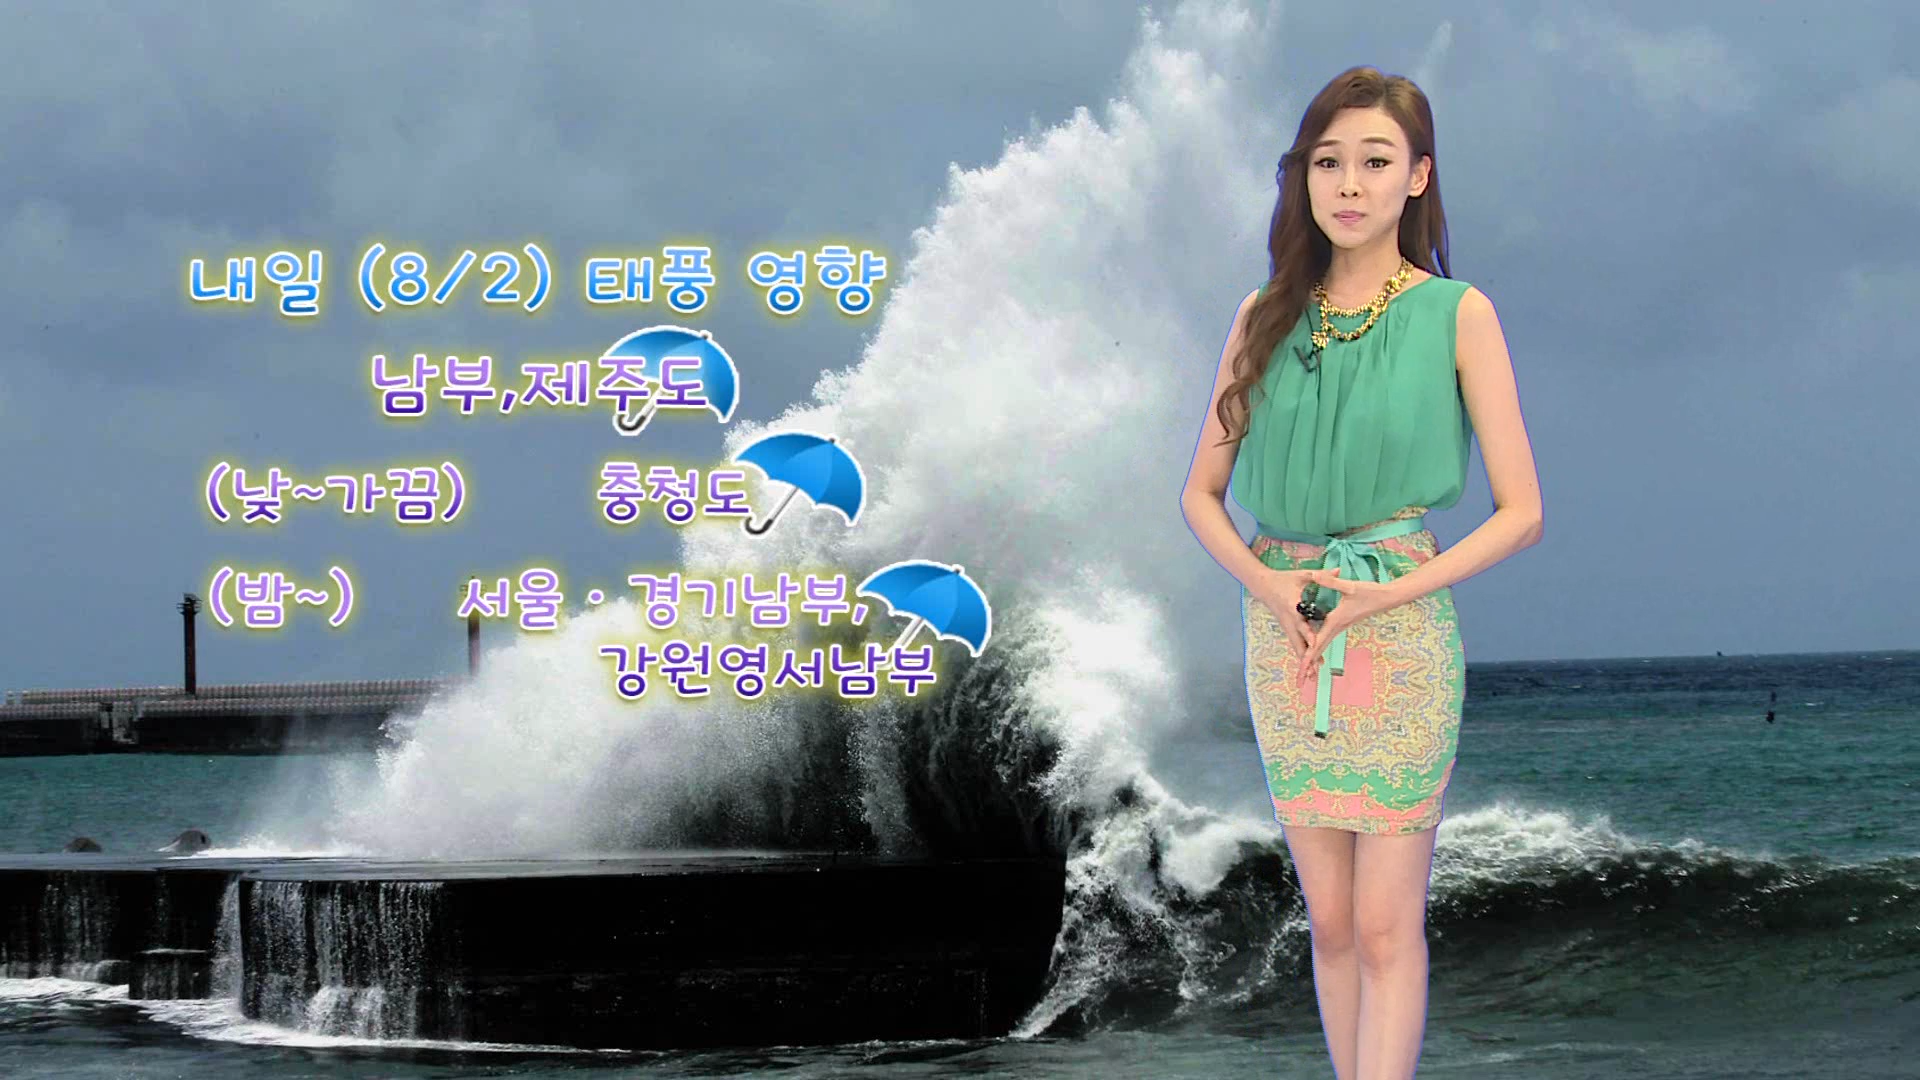 내일 (8/2) 태풍 영향
남부,제주도
(낮~가끔) 충청도
(밤~) 서울·경기남부,
강원영서남부